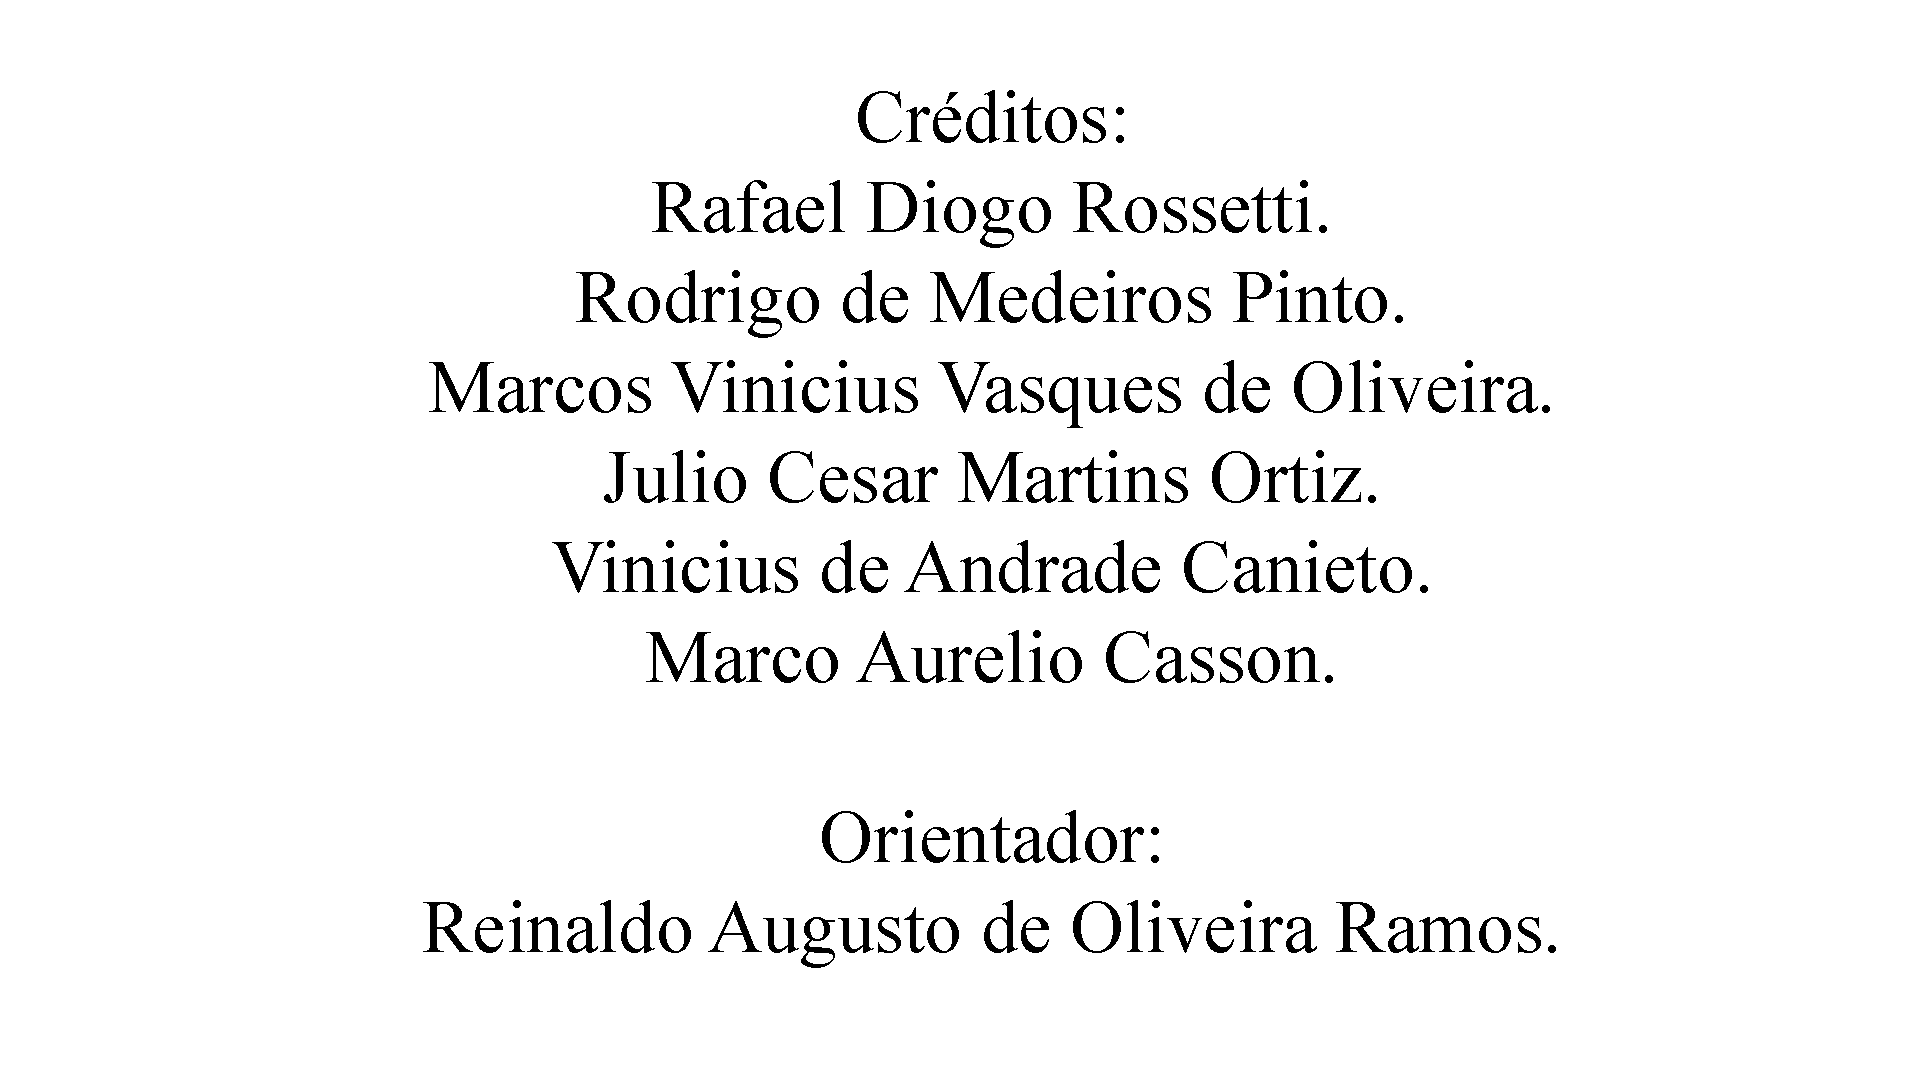 Créditos:
Rafael Diogo Rossetti.
Rodrigo de Medeiros Pinto.
Marcos Vinicius Vasques de Oliveira.
Julio Cesar Martins Ortiz.
Vinicius de Andrade Canieto.
Marco Aurelio Casson.
Orientador:
Reinaldo Augusto de Oliveira Ramos.